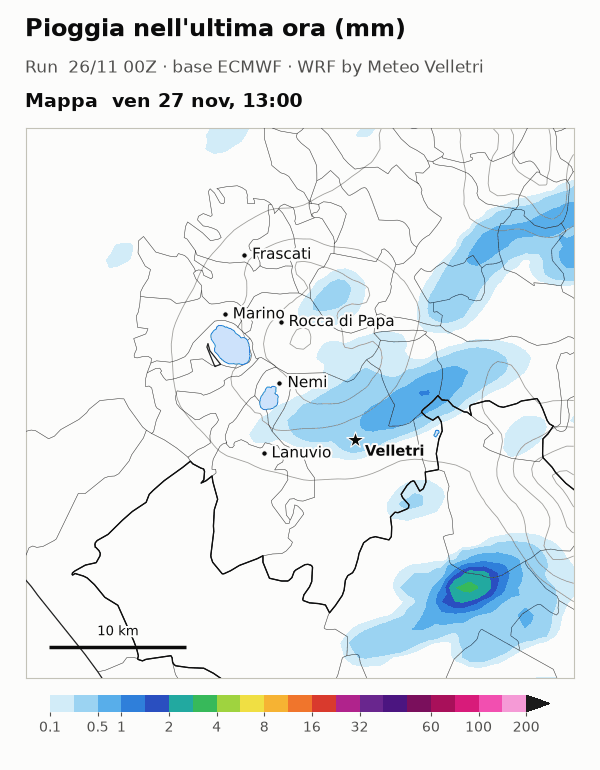 Pioggia nell'ultima ora (mm)
Run  26/11 00Z · base ECMWF · WRF by Meteo Velletri
Mappa  ven 27 nov, 13:00
Frascati
Marino
Rocca di Papa
Nemi
Velletri
Lanuvio
10 km
0.1 0.5 1 2 4 8 16 32 60 100 200